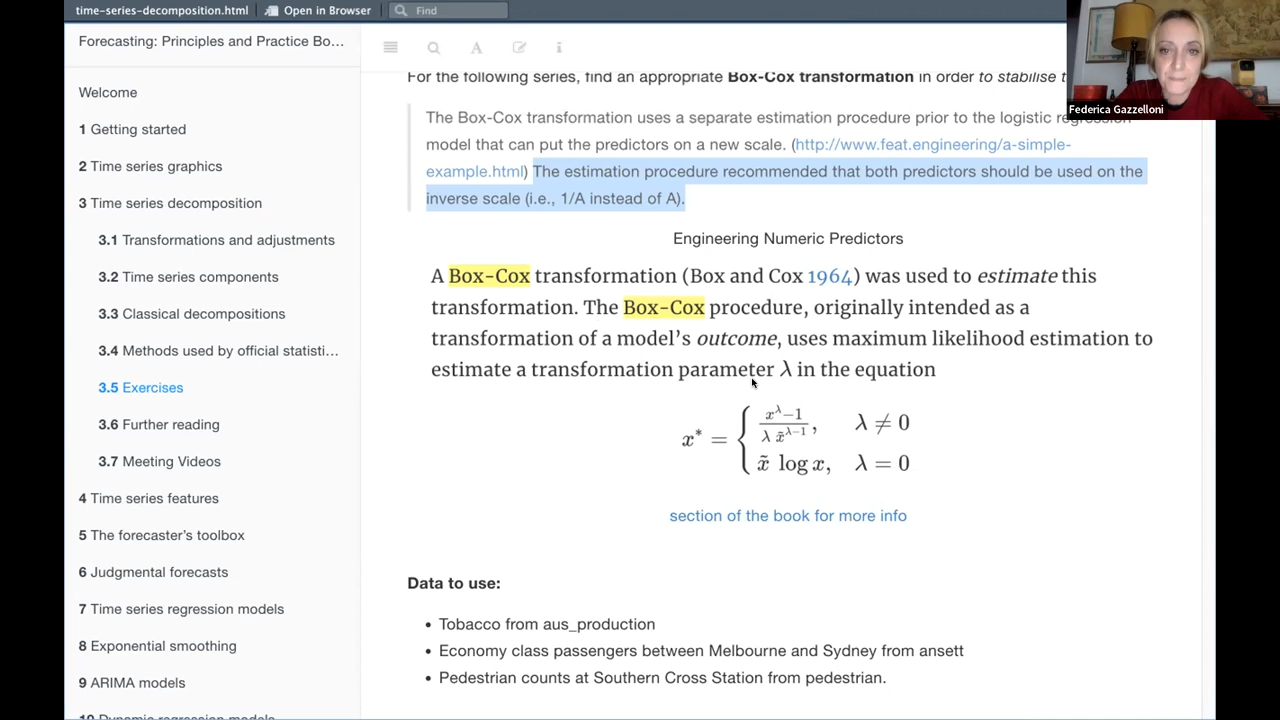 time-series-decomposition.html
Open in Browser
Find
Forecasting: Principles and Practice Bo...
Welcome
1 Getting started
2 Time series graphics
3 Time series decomposition
3.1 Transformations and adjustments
3.2 Time series components
3.3 Classical decompositions
3.4 Methods used by official statisti...
3.5 Exercises
3.6 Further reading
3.7 Meeting Videos
4 Time series features
5 The forecaster's toolbox
6 Judgmental forecasts
7 Time series regression models
8 Exponential smoothing
9 ARIMA models
10 Dynamic regression models
A
i
For the following series, find an appropriate Box-Cox transformation in order to stabilise t
The Box-Cox transformation uses a separate estimation procedure prior to the logistic regression
model that can put the predictors on a new scale. (http://www.feat.engineering/a-simple-
example.html) The estimation procedure recommended that both predictors should be used on the
inverse scale (i.e., 1/A instead of A).
Engineering Numeric Predictors
A Box-Cox transformation (Box and Cox 1964) was used to estimate this
transformation. The Box-Cox procedure, originally intended as a
transformation of a model's outcome, uses maximum likelihood estimation to
estimate a transformation parameter λ in the equation
x* = { (x^λ−1)/(λ x̃^(λ−1)), λ ≠ 0
x̃ log x, λ = 0
section of the book for more info
Data to use:
• Tobacco from aus_production
• Economy class passengers between Melbourne and Sydney from ansett
• Pedestrian counts at Southern Cross Station from pedestrian.
Federica Gazzelloni